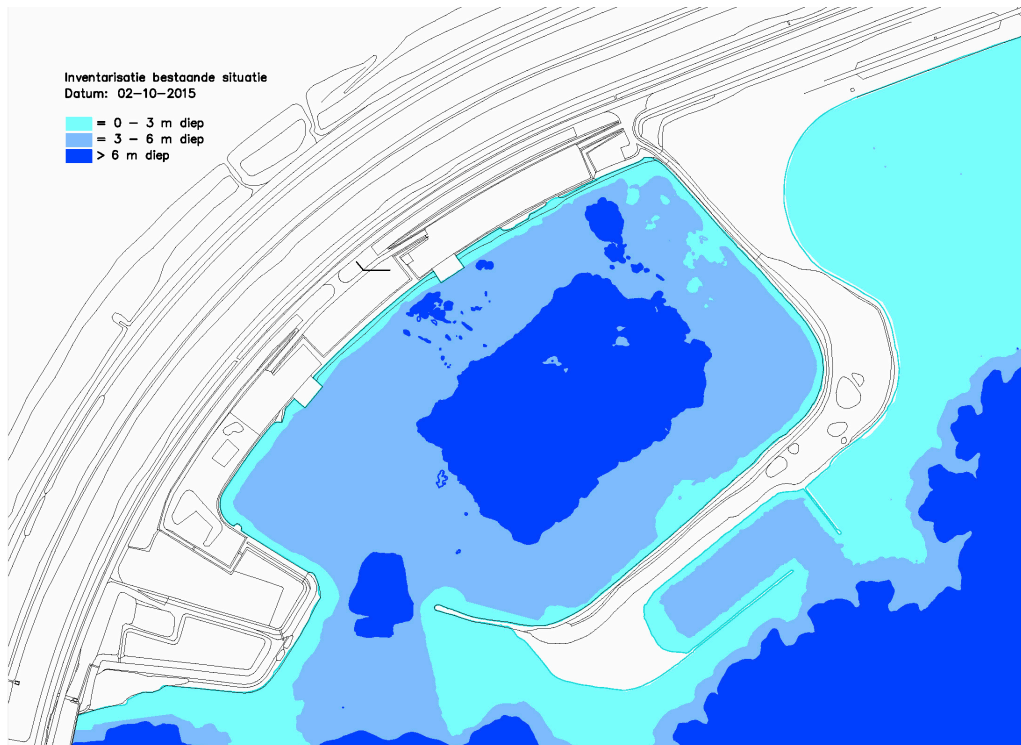 Inventarisatie bestaande situatie
Datum: 02-10-2015
= 0 - 3 m diep
= 3 - 6 m diep
> 6 m diep